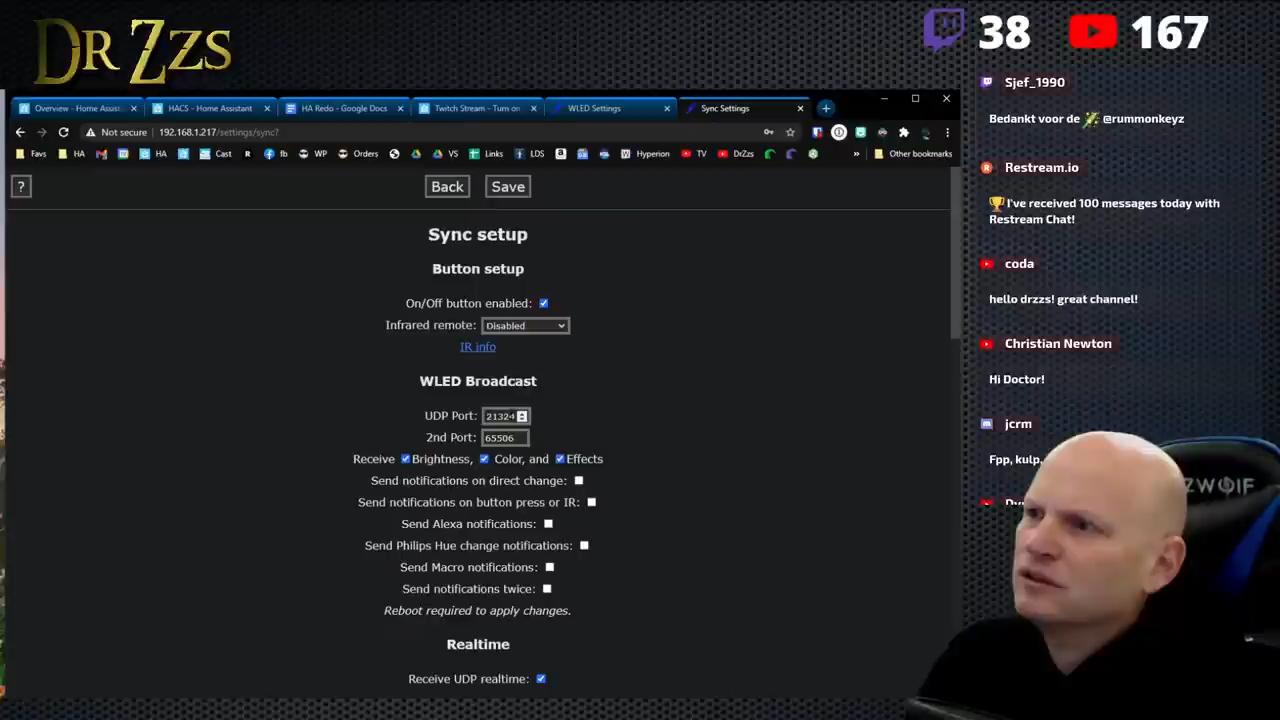 DR ZZS
38
167
Overview - Home Assist
HACS - Home Assistant
HA Redo - Google Docs
Twitch Stream - Turn on
WLED Settings
Sync Settings
Not secure
192.168.1.217/settings/sync?
Favs
HA
HA
Cast
fb
WP
Orders
VS
Links
LDS
Hyperion
TV
DrZzs
»
Other bookmarks
?
Back
Save
Sync setup
Button setup
On/Off button enabled:
Infrared remote: Disabled
IR info
WLED Broadcast
UDP Port: 21324
2nd Port: 65506
Receive Brightness, Color, and Effects
Send notifications on direct change:
Send notifications on button press or IR:
Send Alexa notifications:
Send Philips Hue change notifications:
Send Macro notifications:
Send notifications twice:
Reboot required to apply changes.
Realtime
Receive UDP realtime:
Sjef_1990
Bedankt voor de @rummonkeyz
Restream.io
I've received 100 messages today with
Restream Chat!
coda
hello drzzs! great channel!
Christian Newton
Hi Doctor!
jcrm
Fpp, kulp,